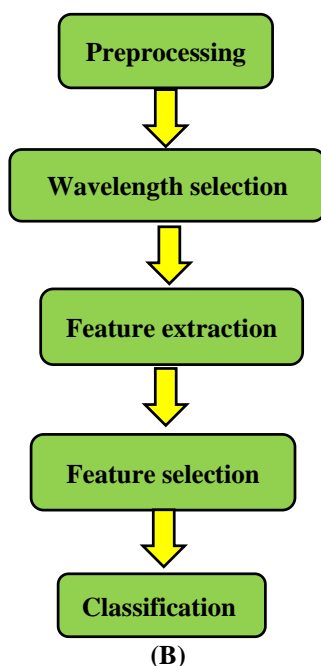 Preprocessing
Wavelength selection
Feature extraction
Feature selection
Classification
(B)